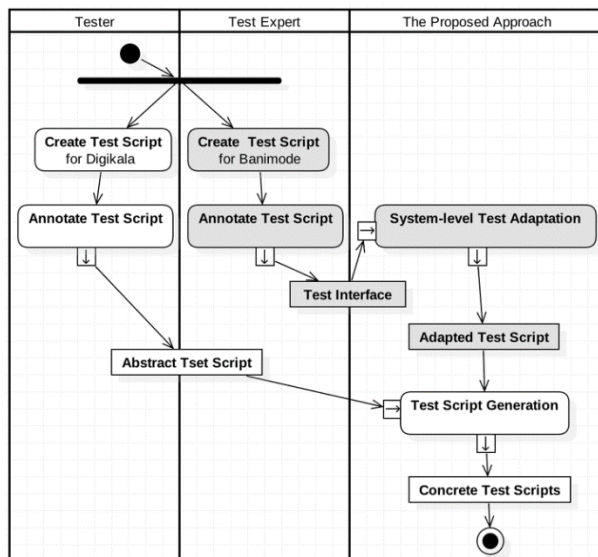 Tester
Test Expert
The Proposed Approach
Create Test Script
for Digikala
Create Test Script
for Banimode
Annotate Test Script
Annotate Test Script
System-level Test Adaptation
Test Interface
Adapted Test Script
Abstract Tset Script
Test Script Generation
Concrete Test Scripts